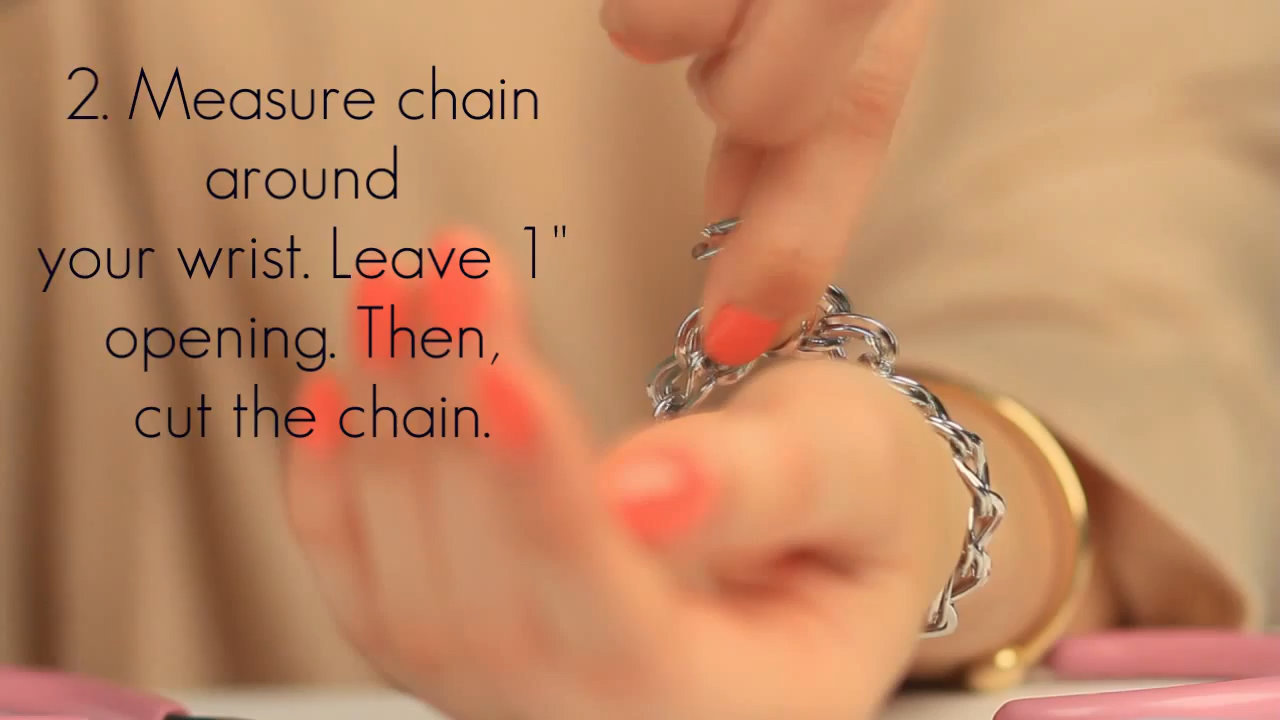 2. Measure chain
around
your wrist. Leave 1"
opening. Then,
cut the chain.